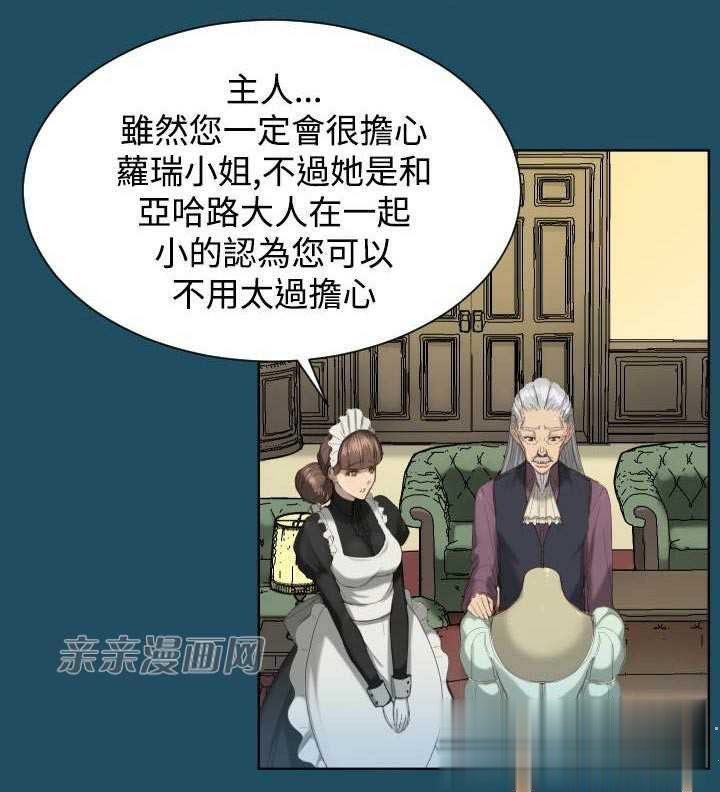 主人...
雖然您一定會很擔心
蘿瑞小姐,不過她是和
亞哈路大人在一起
小的認為您可以
不用太過擔心
亲亲漫画网